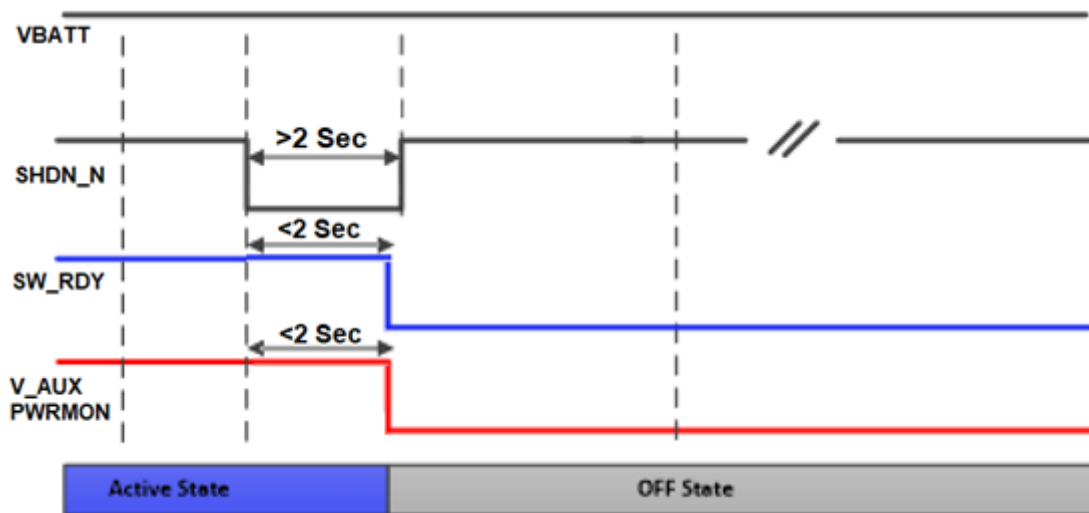 VBATT
>2 Sec
SHDN_N
<2 Sec
SW_RDY
<2 Sec
V_AUX
PWRMON
Active State
OFF State